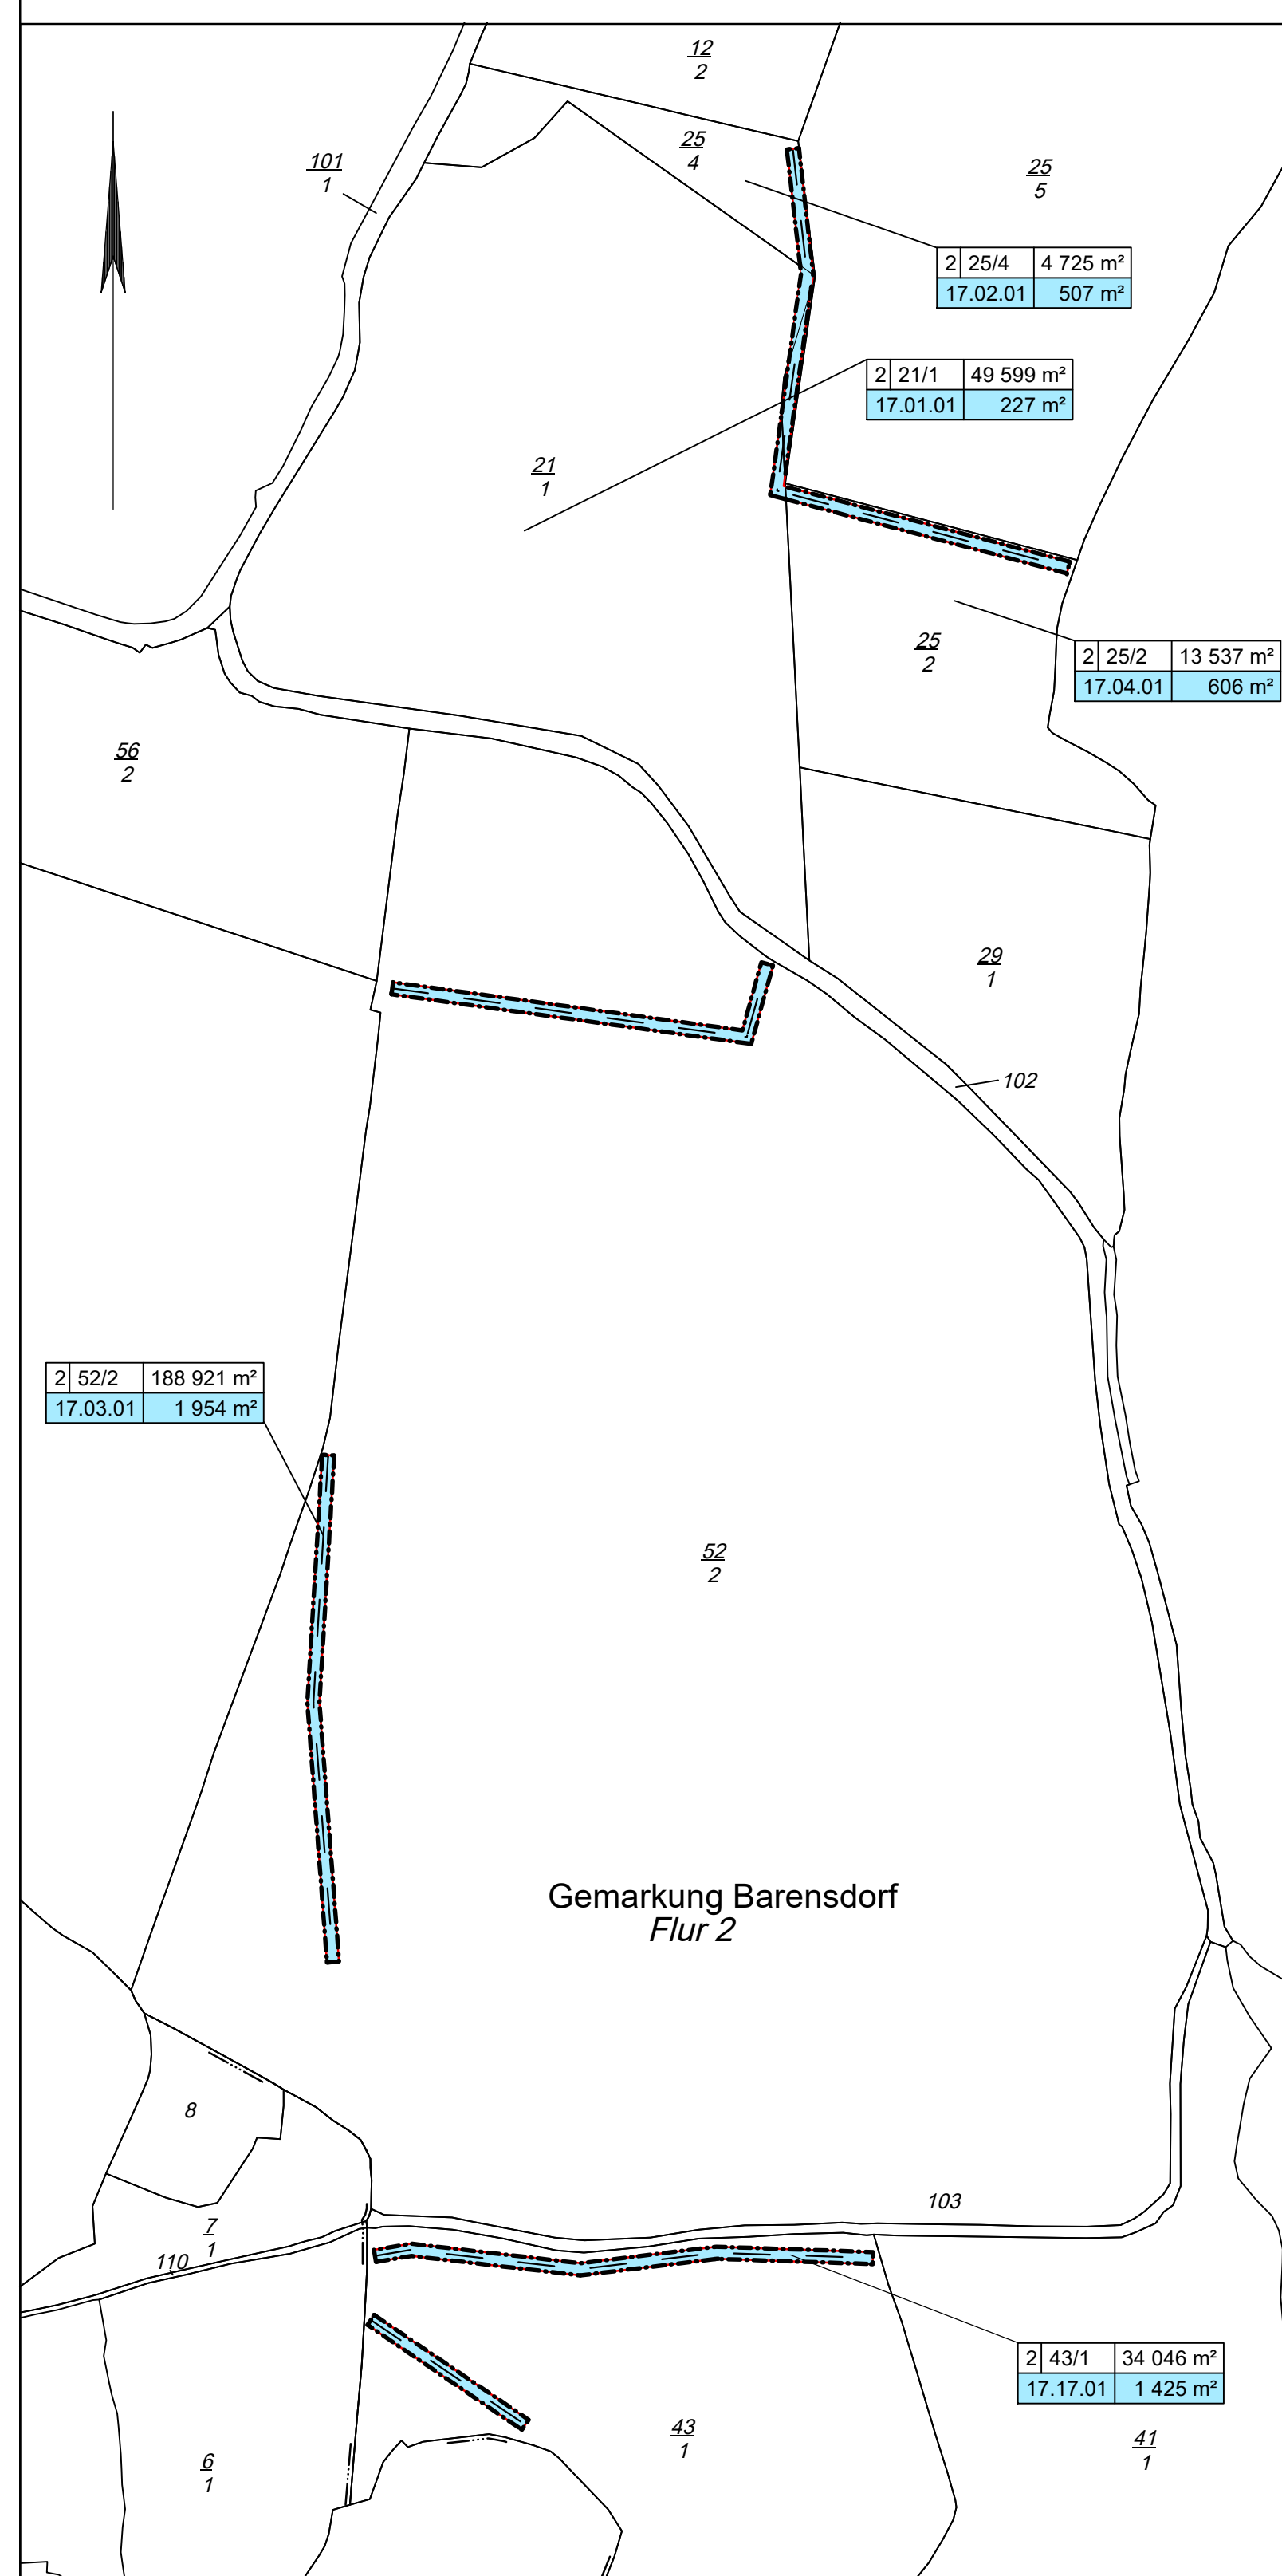 12
2
25
4
101
1
25
5
2 25/4 4 725 m²
17.02.01 507 m²
2 21/1 49 599 m²
17.01.01 227 m²
21
1
25
2
2 25/2 13 537 m²
17.04.01 606 m²
56
2
29
1
102
2 52/2 188 921 m²
17.03.01 1 954 m²
52
2
Gemarkung Barensdorf
Flur 2
8
103
7
1
110
2 43/1 34 046 m²
17.17.01 1 425 m²
43
1
41
1
6
1